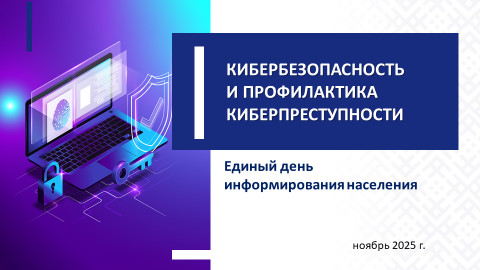 КИБЕРБЕЗОПАСНОСТЬ
И ПРОФИЛАКТИКА
КИБЕРПРЕСТУПНОСТИ
Единый день
информирования населения
ноябрь 2025 г.